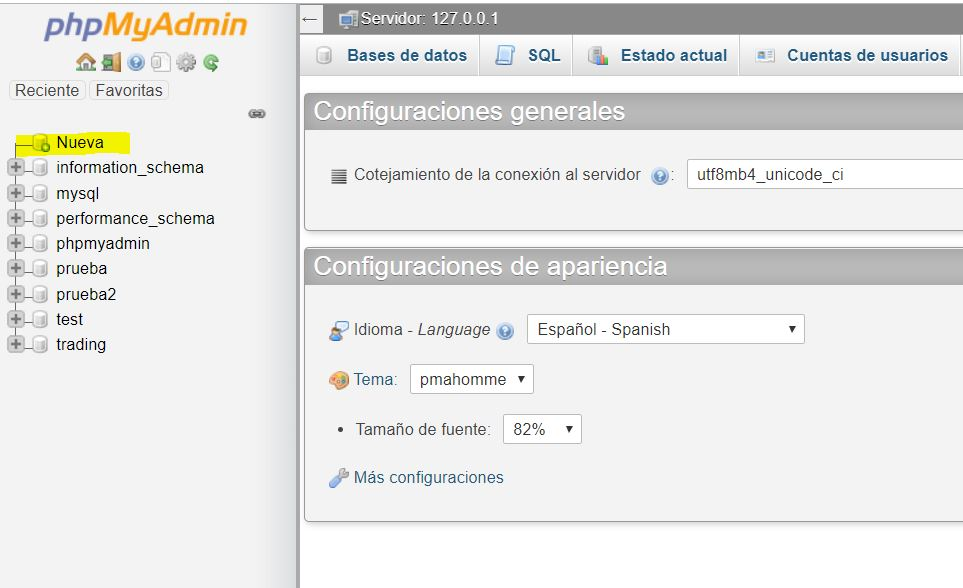 phpMyAdmin
Reciente Favoritas
Nueva
information_schema
mysql
performance_schema
phpmyadmin
prueba
prueba2
test
trading
Servidor: 127.0.0.1
Bases de datos SQL Estado actual Cuentas de usuarios
Configuraciones generales
Cotejamiento de la conexión al servidor : utf8mb4_unicode_ci
Configuraciones de apariencia
Idioma - Language Español - Spanish
Tema: pmahomme
• Tamaño de fuente: 82%
Más configuraciones